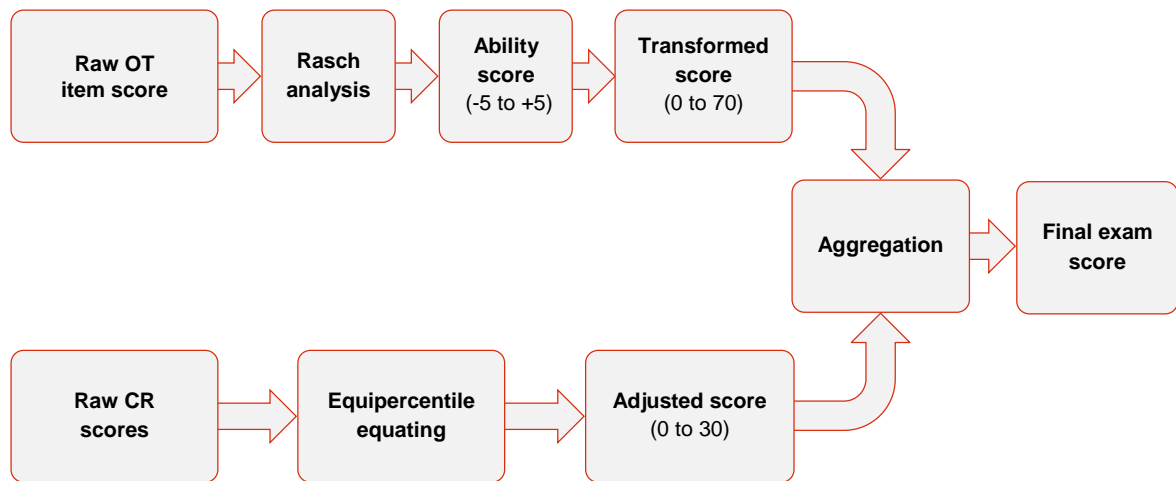 Raw OT
item score
Rasch
analysis
Ability
score
(-5 to +5)
Transformed
score
(0 to 70)
Aggregation
Final exam
score
Raw CR
scores
Equipercentile
equating
Adjusted score
(0 to 30)